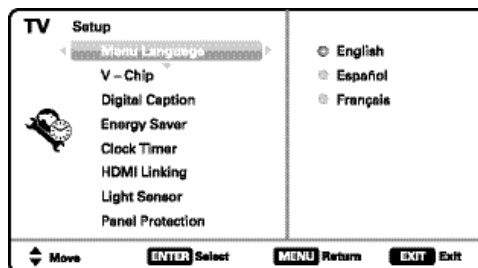 TV Setup
Menu Language
V – Chip
Digital Caption
Energy Saver
Clock Timer
HDMI Linking
Light Sensor
Panel Protection
English
Español
Français
Move ENTER Select MENU Return EXIT Exit